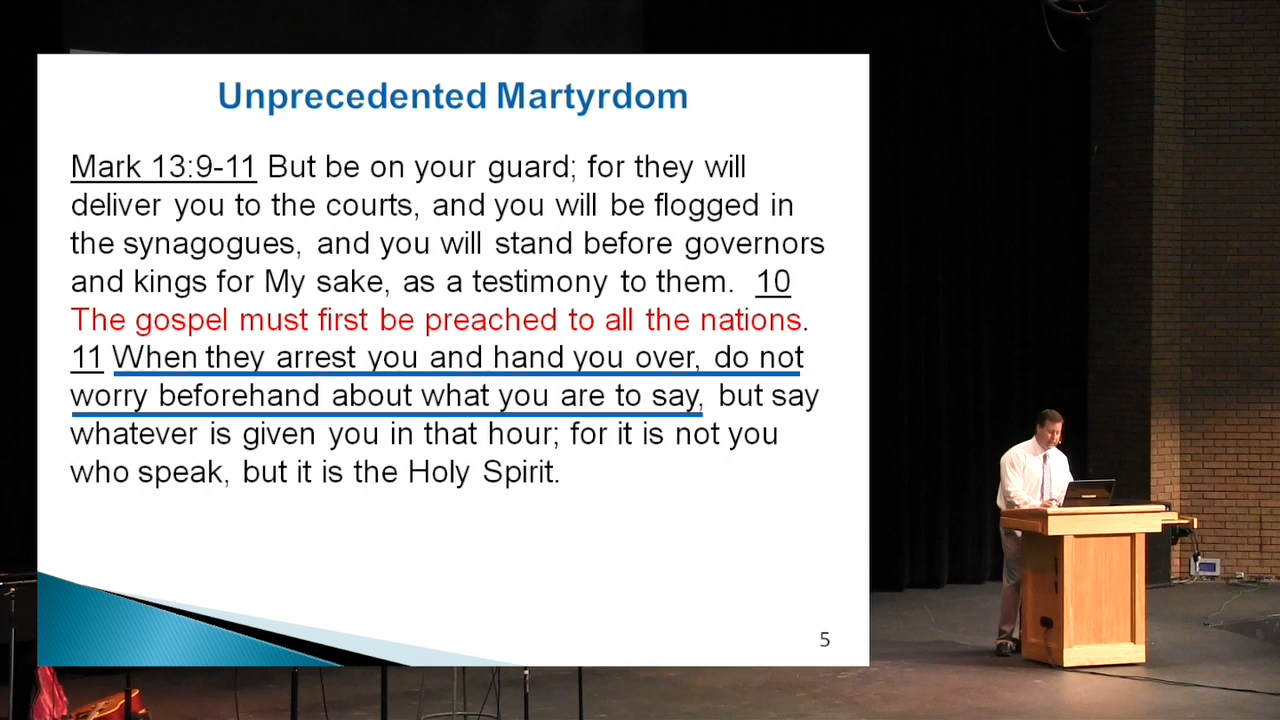 Unprecedented Martyrdom
Mark 13:9-11 But be on your guard; for they will
deliver you to the courts, and you will be flogged in
the synagogues, and you will stand before governors
and kings for My sake, as a testimony to them. 10
The gospel must first be preached to all the nations.
11 When they arrest you and hand you over, do not
worry beforehand about what you are to say, but say
whatever is given you in that hour; for it is not you
who speak, but it is the Holy Spirit.
5